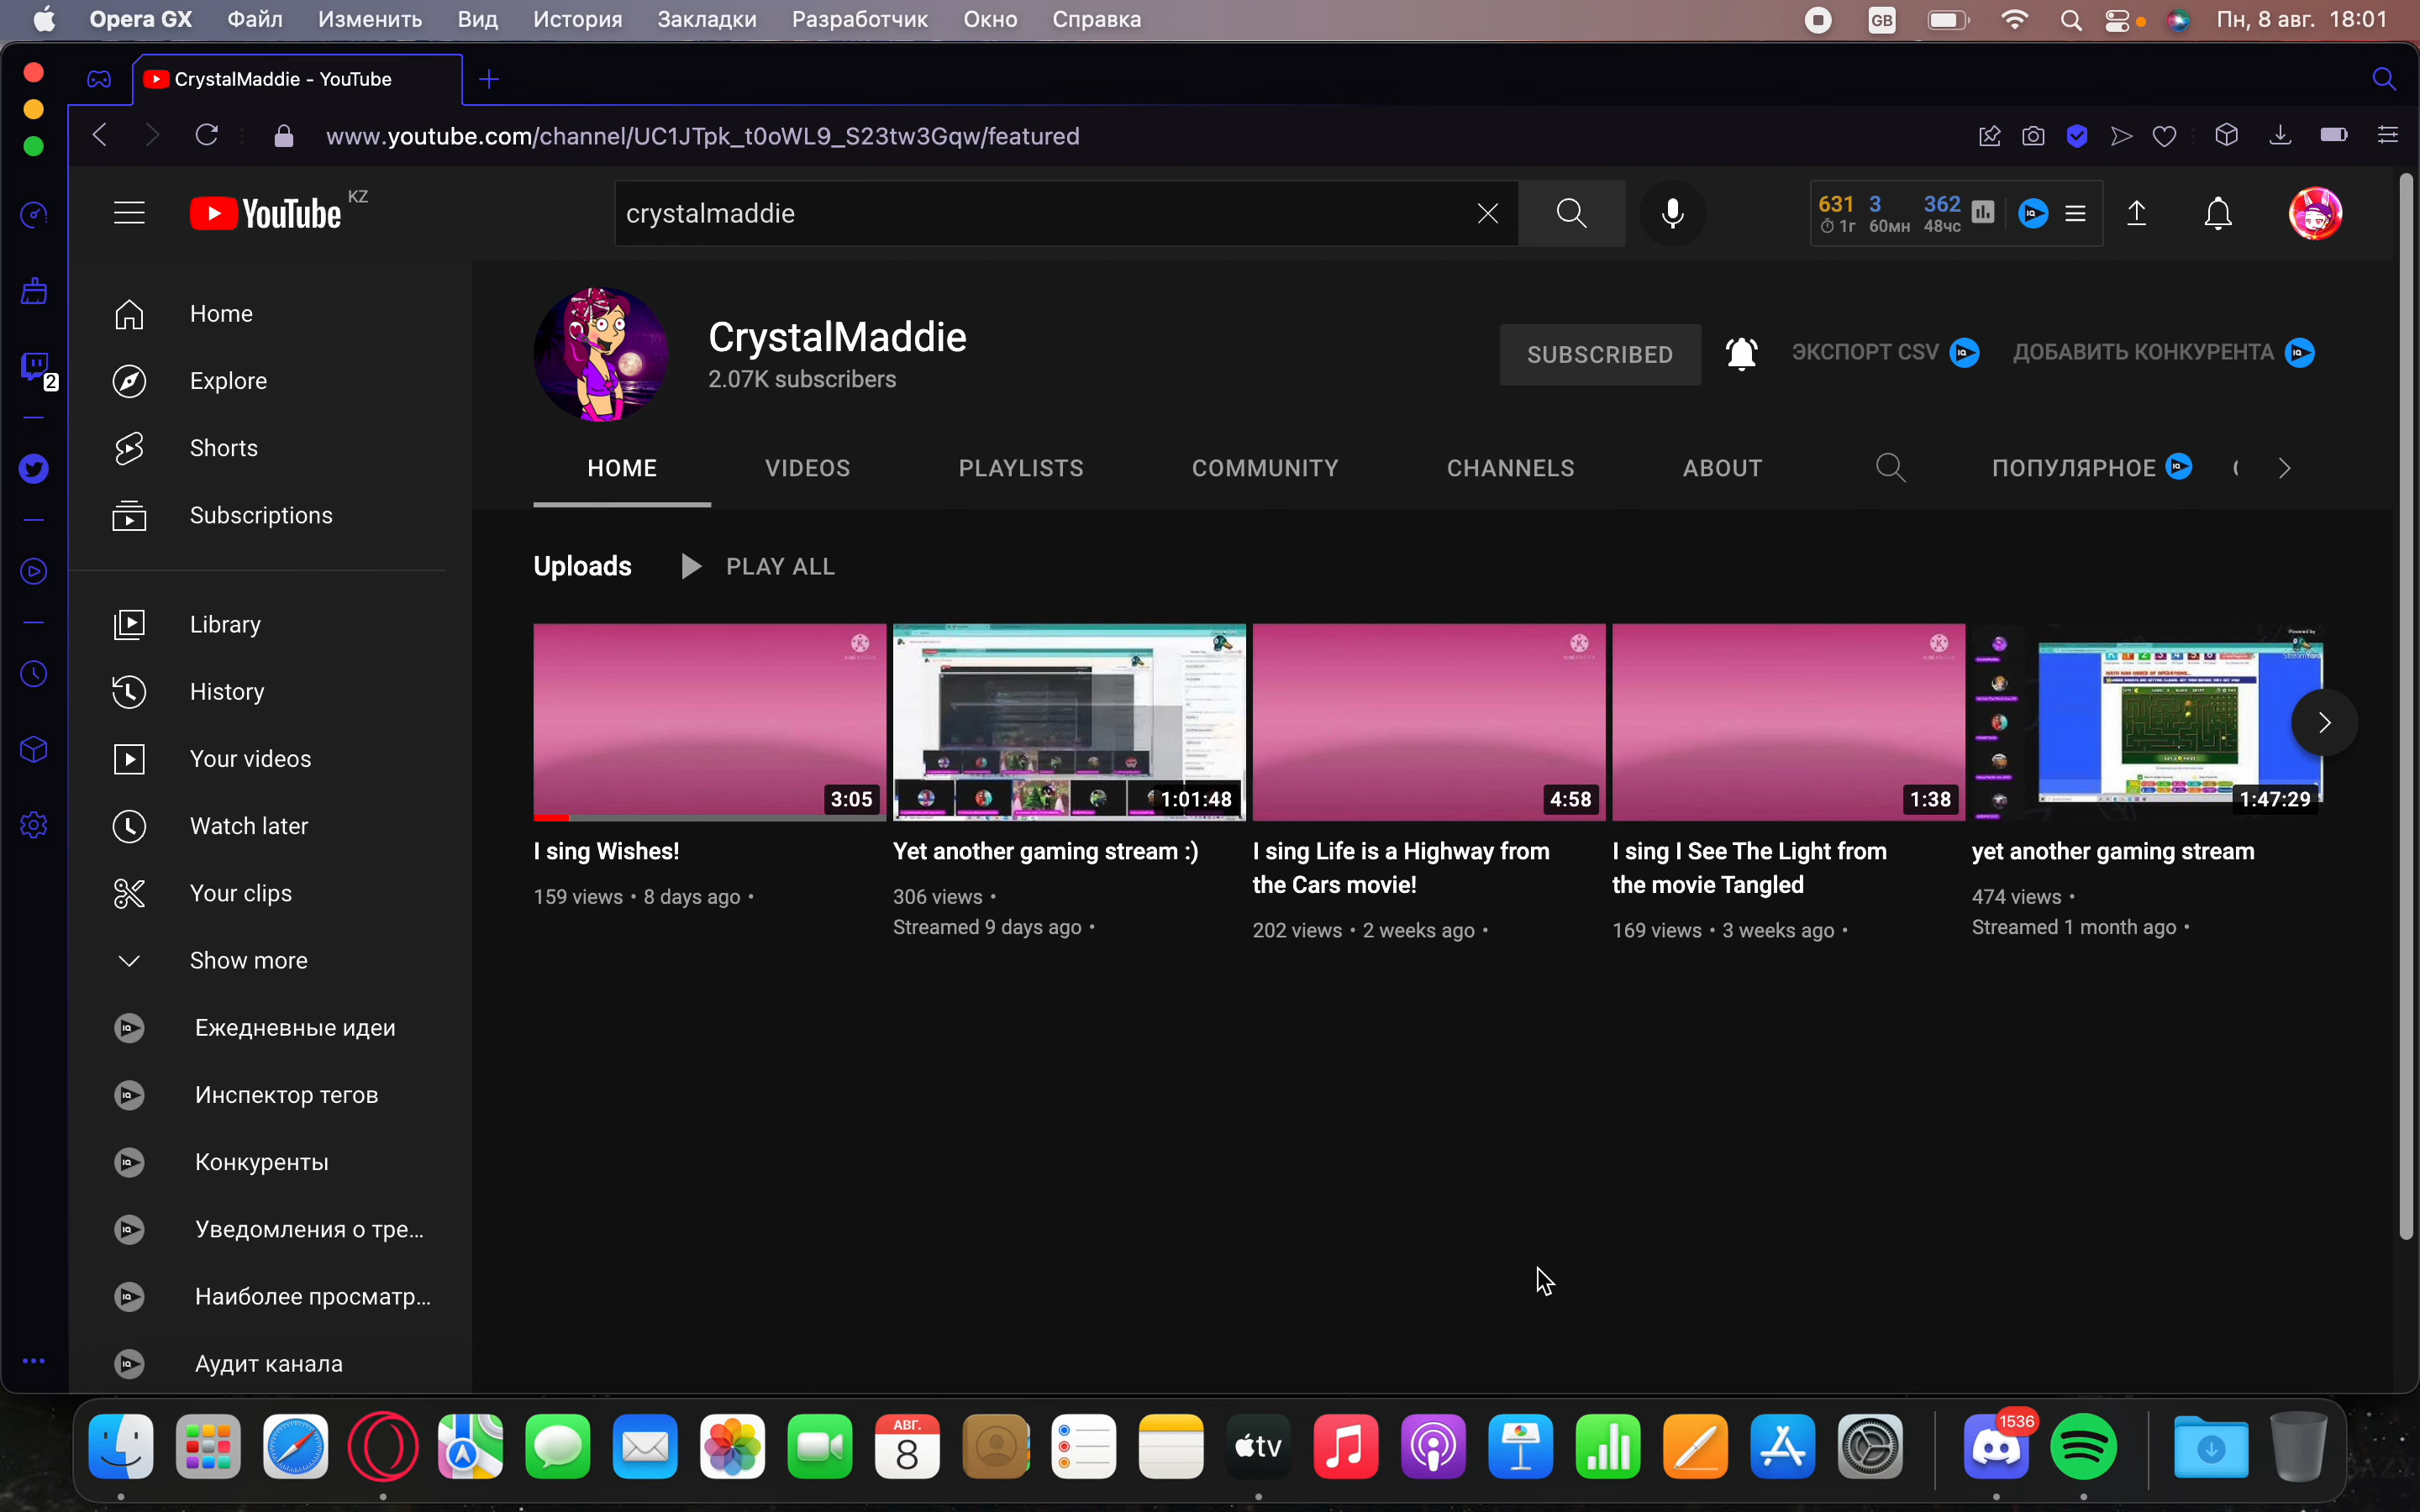 Opera GX Файл Изменить Вид История Закладки Разработчик Окно Справка GB Пн, 8 авг. 18:01
CrystalMaddie - YouTube
www.youtube.com/channel/UC1JTpk_t0oWL9_S23tw3Gqw/featured
YouTube KZ
crystalmaddie
631 3 362
1г 60мн 48чс
2
Home
Explore
Shorts
Subscriptions
Library
History
Your videos
Watch later
Your clips
Show more
Ежедневные идеи
Инспектор тегов
Конкуренты
Уведомления о тре...
Наиболее просматр...
Аудит канала
CrystalMaddie
2.07K subscribers
SUBSCRIBED
ЭКСПОРТ CSV
ДОБАВИТЬ КОНКУРЕНТА
HOME VIDEOS PLAYLISTS COMMUNITY CHANNELS ABOUT ПОПУЛЯРНОЕ
Uploads PLAY ALL
3:05
I sing Wishes!
159 views • 8 days ago •
1:01:48
Yet another gaming stream :)
306 views •
Streamed 9 days ago •
4:58
I sing Life is a Highway from
the Cars movie!
202 views • 2 weeks ago •
1:38
I sing I See The Light from
the movie Tangled
169 views • 3 weeks ago •
1:47:29
yet another gaming stream
474 views •
Streamed 1 month ago •
АВГ.
8
tv
1536